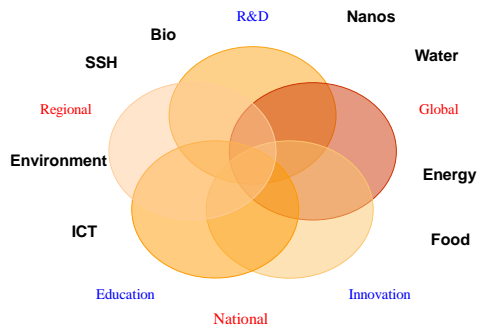 R&D
Nanos
Bio
Water
SSH
Regional
Global
Environment
Energy
ICT
Food
Education
Innovation
National